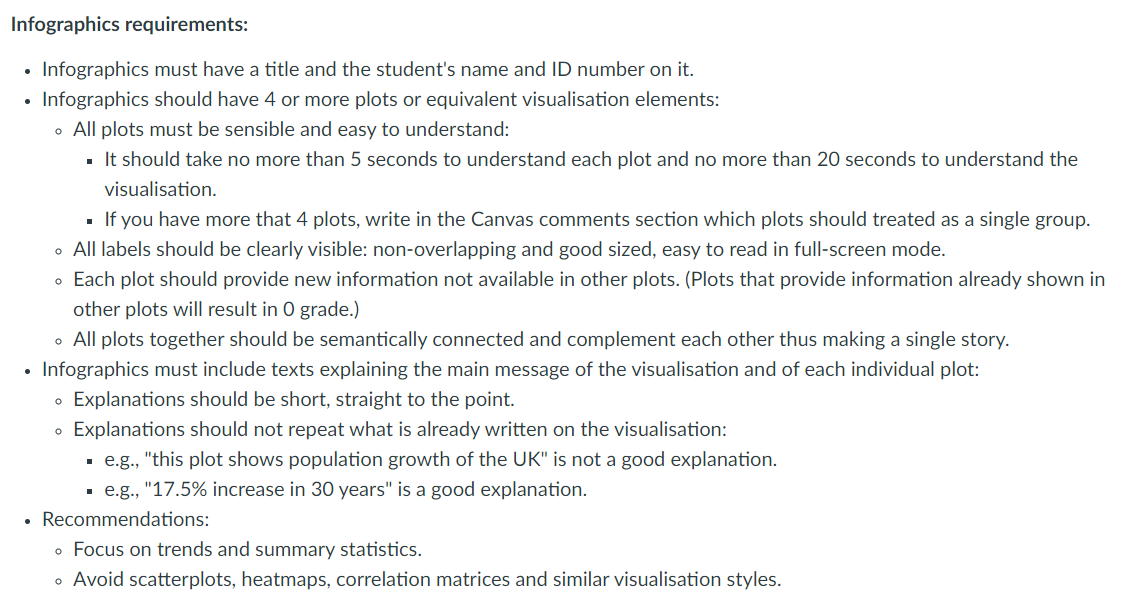 Infographics requirements:
• Infographics must have a title and the student's name and ID number on it.
• Infographics should have 4 or more plots or equivalent visualisation elements:
◦ All plots must be sensible and easy to understand:
▪ It should take no more than 5 seconds to understand each plot and no more than 20 seconds to understand the
visualisation.
▪ If you have more that 4 plots, write in the Canvas comments section which plots should treated as a single group.
◦ All labels should be clearly visible: non-overlapping and good sized, easy to read in full-screen mode.
◦ Each plot should provide new information not available in other plots. (Plots that provide information already shown in
other plots will result in 0 grade.)
◦ All plots together should be semantically connected and complement each other thus making a single story.
• Infographics must include texts explaining the main message of the visualisation and of each individual plot:
◦ Explanations should be short, straight to the point.
◦ Explanations should not repeat what is already written on the visualisation:
▪ e.g., "this plot shows population growth of the UK" is not a good explanation.
▪ e.g., "17.5% increase in 30 years" is a good explanation.
• Recommendations:
◦ Focus on trends and summary statistics.
◦ Avoid scatterplots, heatmaps, correlation matrices and similar visualisation styles.